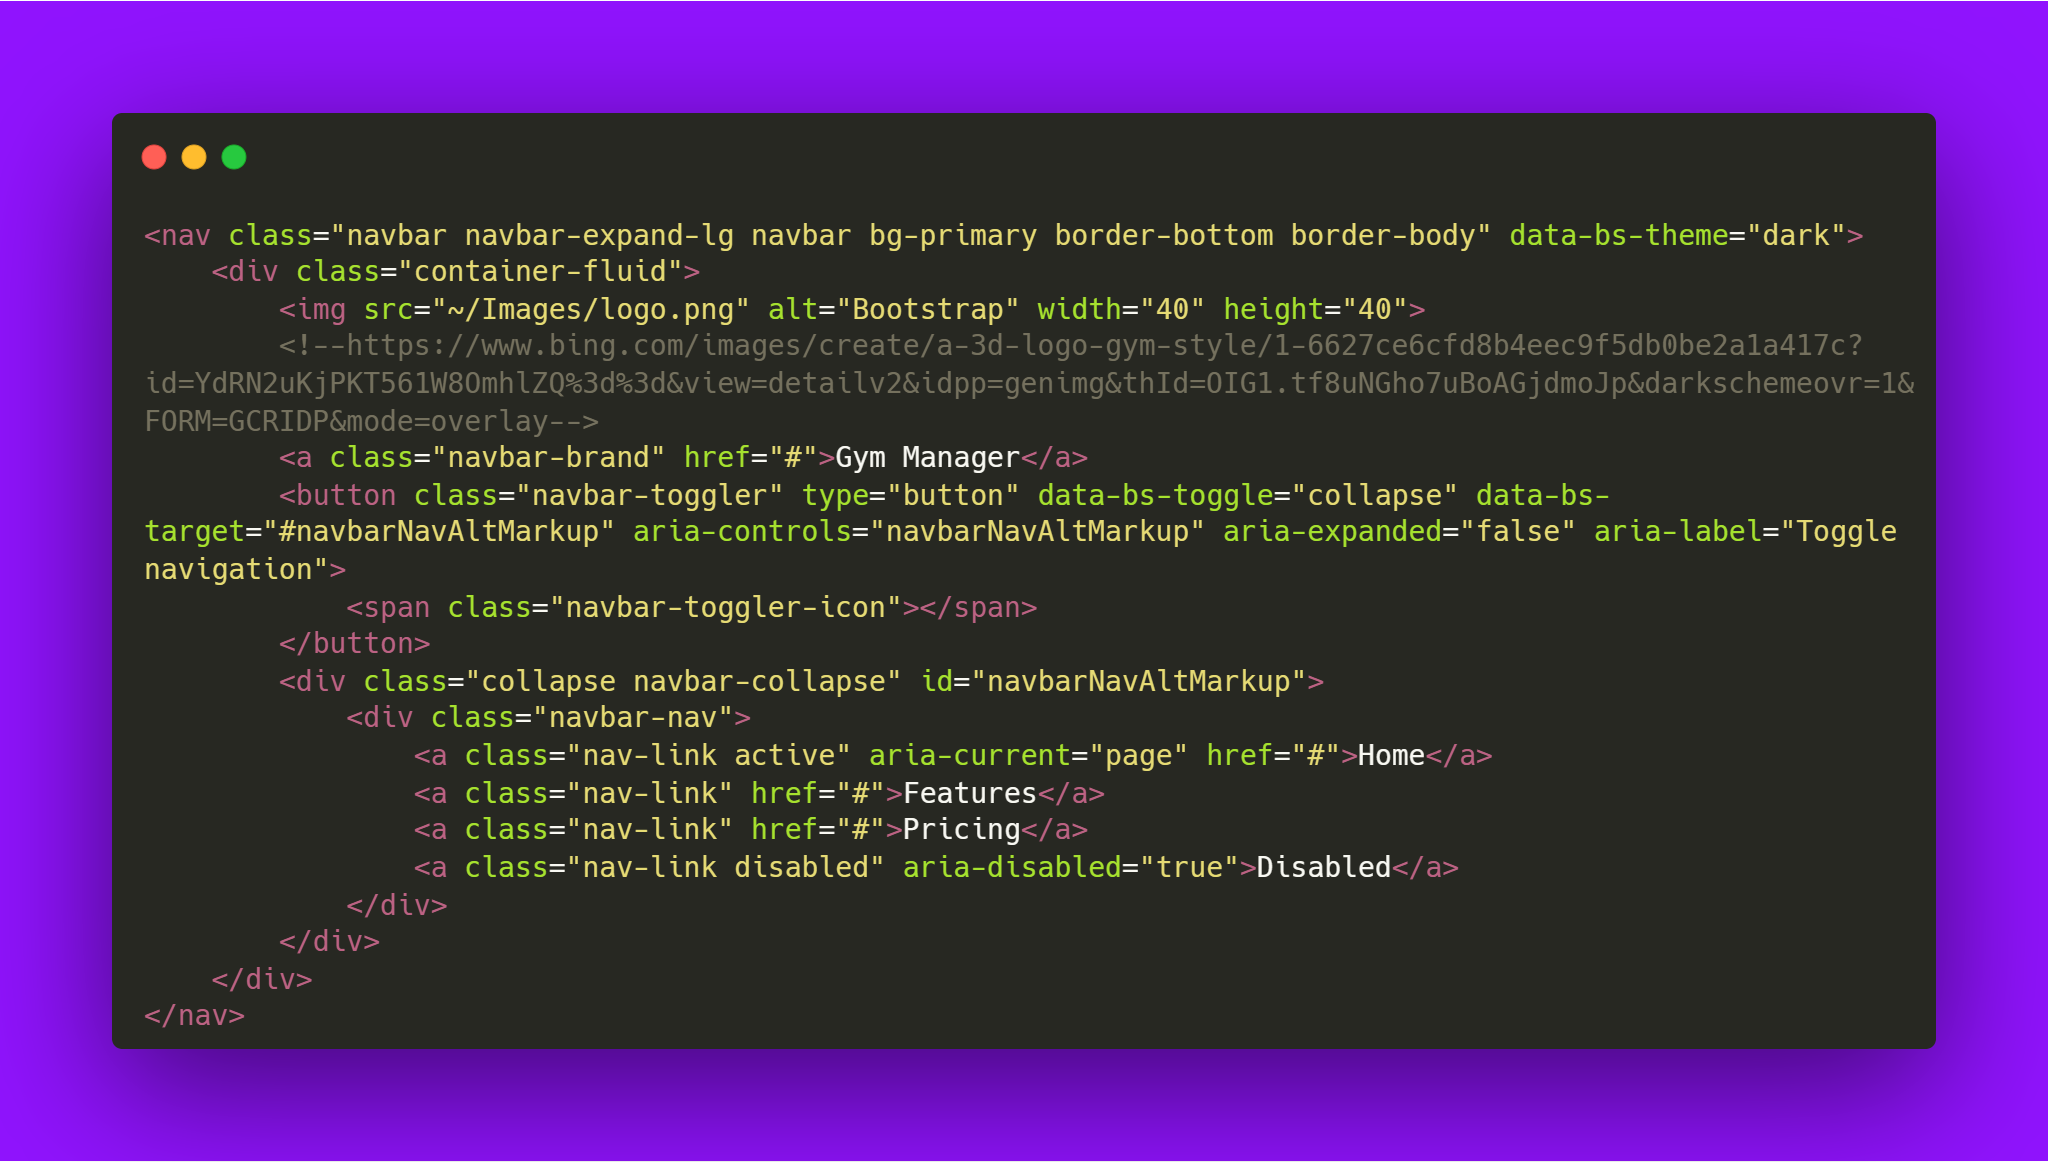 <nav class="navbar navbar-expand-lg navbar bg-primary border-bottom border-body" data-bs-theme="dark">
    <div class="container-fluid">
        <img src="~/Images/logo.png" alt="Bootstrap" width="40" height="40">
        <!--https://www.bing.com/images/create/a-3d-logo-gym-style/1-6627ce6cfd8b4eec9f5db0be2a1a417c?
id=YdRN2uKjPKT561W8OmhlZQ%3d%3d&view=detailv2&idpp=genimg&thId=OIG1.tf8uNGho7uBoAGjdmoJp&darkschemeovr=1&
FORM=GCRIDP&mode=overlay-->
        <a class="navbar-brand" href="#">Gym Manager</a>
        <button class="navbar-toggler" type="button" data-bs-toggle="collapse" data-bs-
target="#navbarNavAltMarkup" aria-controls="navbarNavAltMarkup" aria-expanded="false" aria-label="Toggle
navigation">
            <span class="navbar-toggler-icon"></span>
        </button>
        <div class="collapse navbar-collapse" id="navbarNavAltMarkup">
            <div class="navbar-nav">
                <a class="nav-link active" aria-current="page" href="#">Home</a>
                <a class="nav-link" href="#">Features</a>
                <a class="nav-link" href="#">Pricing</a>
                <a class="nav-link disabled" aria-disabled="true">Disabled</a>
            </div>
        </div>
    </div>
</nav>